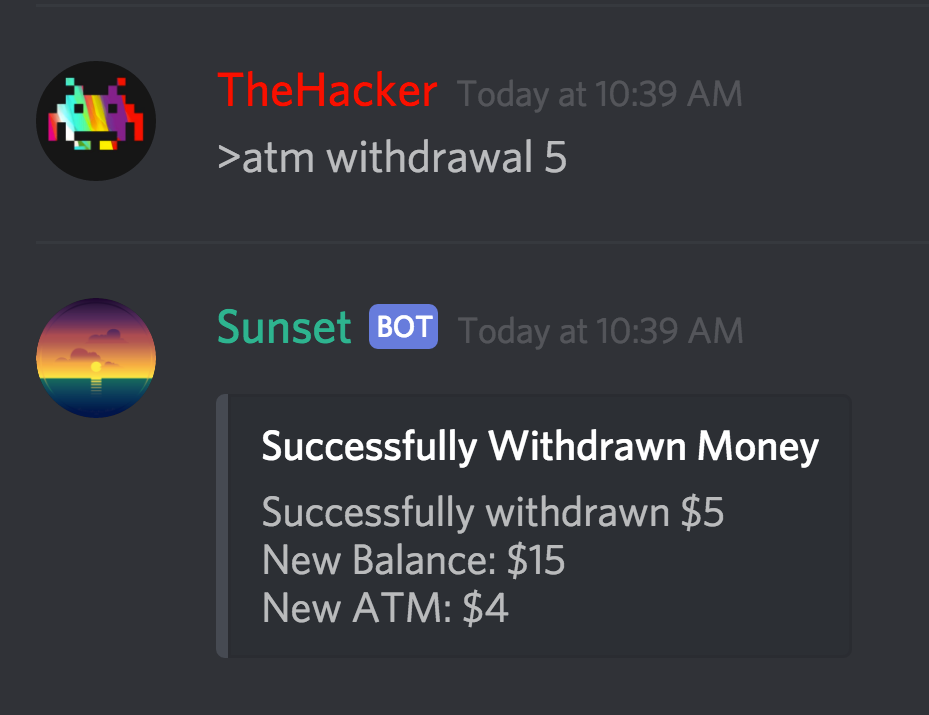 TheHacker Today at 10:39 AM
>atm withdrawal 5
Sunset BOT Today at 10:39 AM
Successfully Withdrawn Money
Successfully withdrawn $5
New Balance: $15
New ATM: $4